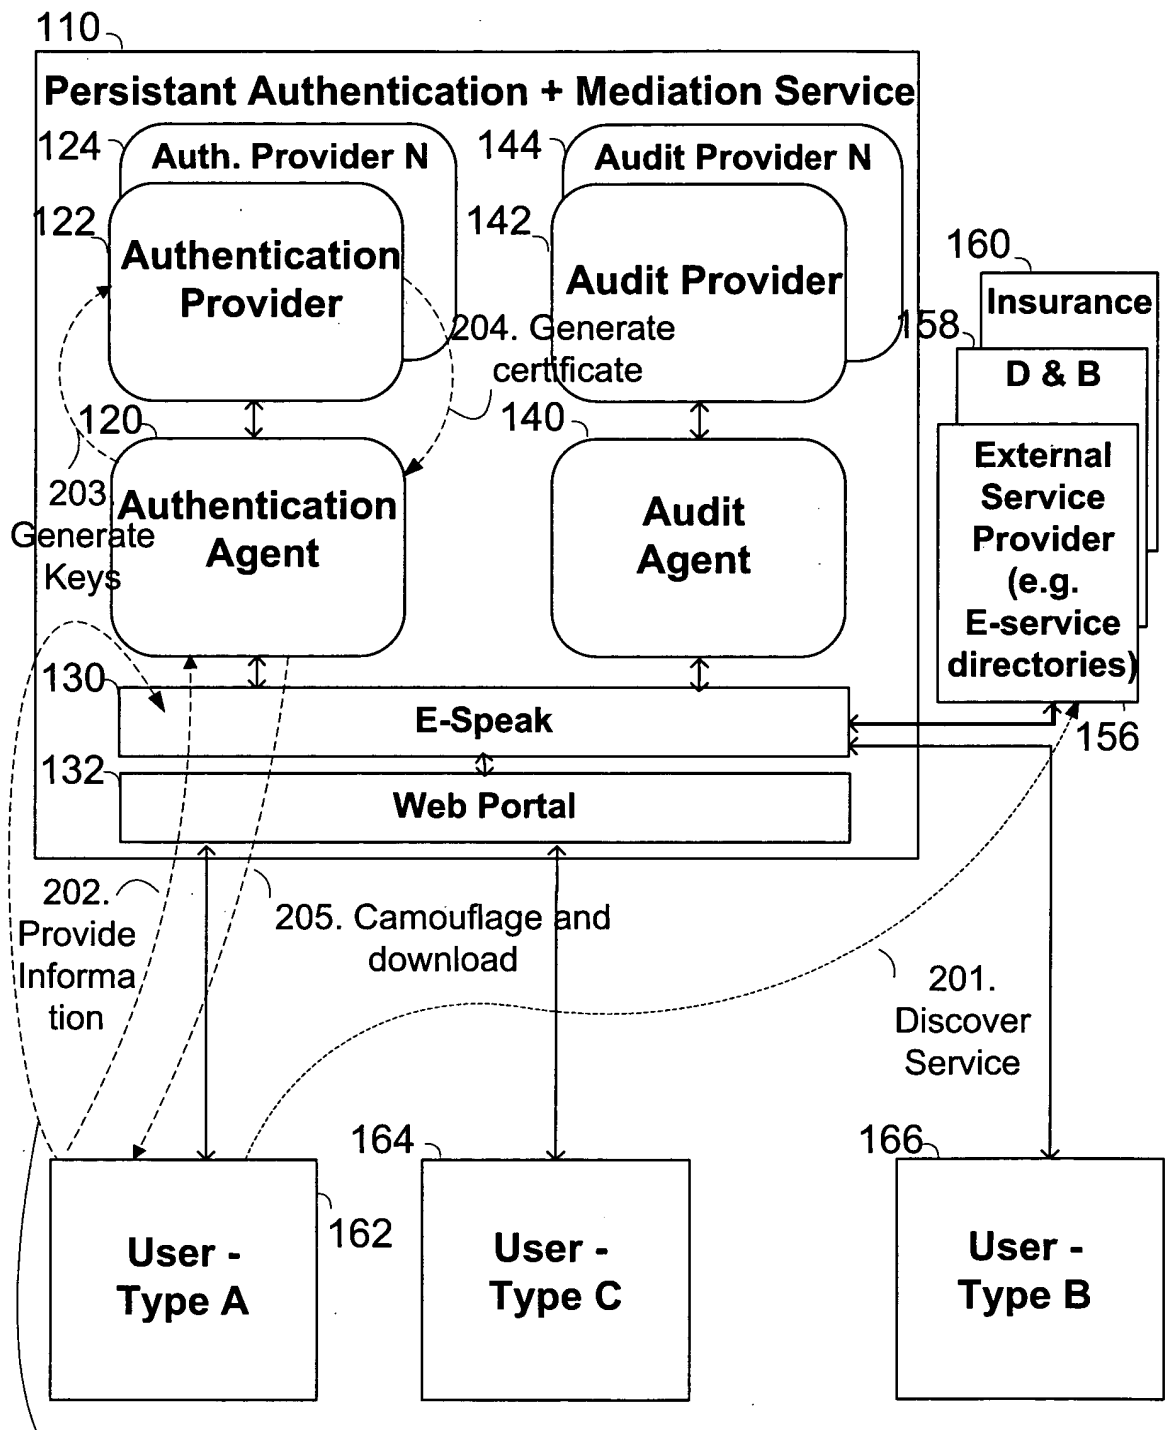 110
Persistant Authentication + Mediation Service
124
Auth. Provider N
144
Audit Provider N
122
Authentication
Provider
142
Audit Provider
160
Insurance
158
D & B
204. Generate
certificate
120
140
External
Service
Provider
(e.g.
E-service
directories)
156
203.
Generate
Keys
Authentication
Agent
Audit
Agent
130
E-Speak
132
Web Portal
202.
Provide
Informa
tion
205. Camouflage and
download
201.
Discover
Service
164
166
162
User -
Type A
User -
Type C
User -
Type B